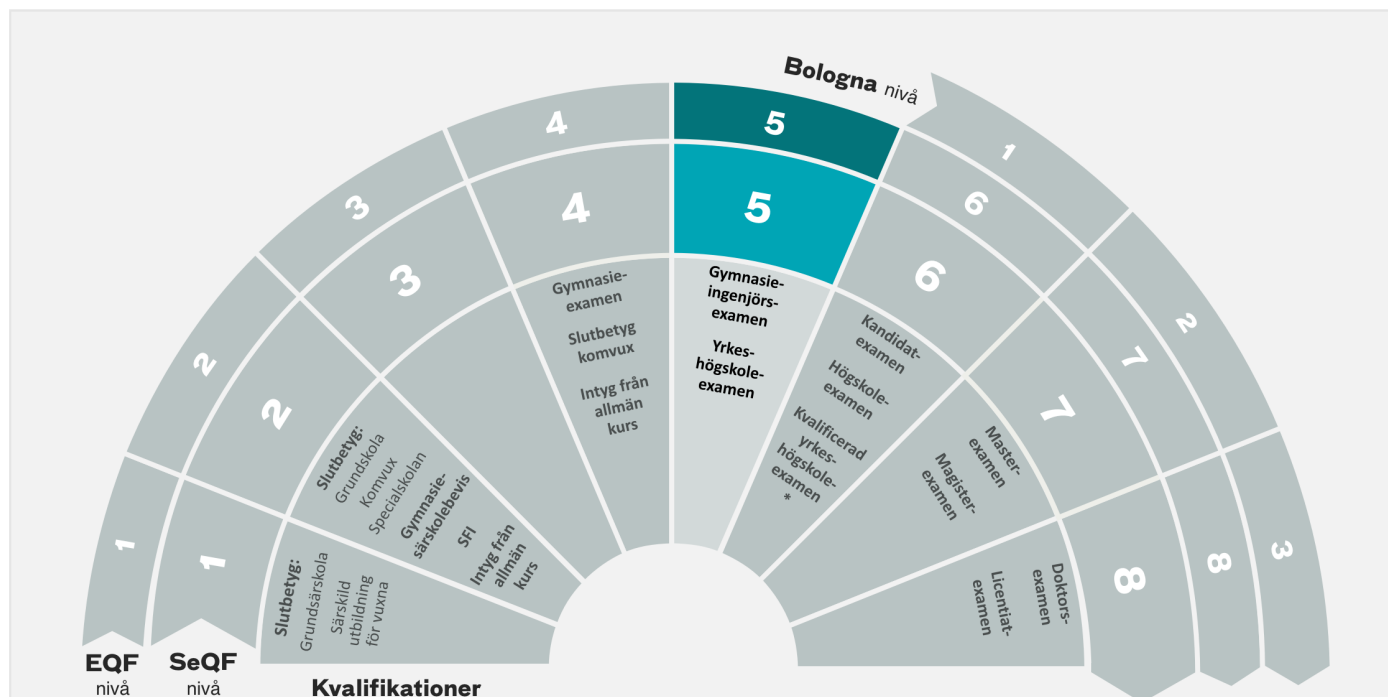 Bologna nivå
1
2
3
1
2
3
4
5
6
7
8
1
2
3
4
5
6
7
8
Slutbetyg:
Grundsärskola
Särskild
utbildning
för vuxna
Slutbetyg:
Grundskola
Komvux
Specialskolan
Gymnasie-
särskolebevis
SFI
Intyg från
allmän
kurs
Gymnasie-
examen
Slutbetyg
komvux
Intyg från
allmän
kurs
Gymnasie-
ingenjörs-
examen
Yrkes-
högskole-
examen
Kandidat-
examen
Högskole-
examen
Kvalificerad
yrkes-
högskole-
examen
*
Master-
examen
Magister-
examen
Doktors-
examen
Licentiat-
examen
EQF
nivå
SeQF
nivå
Kvalifikationer